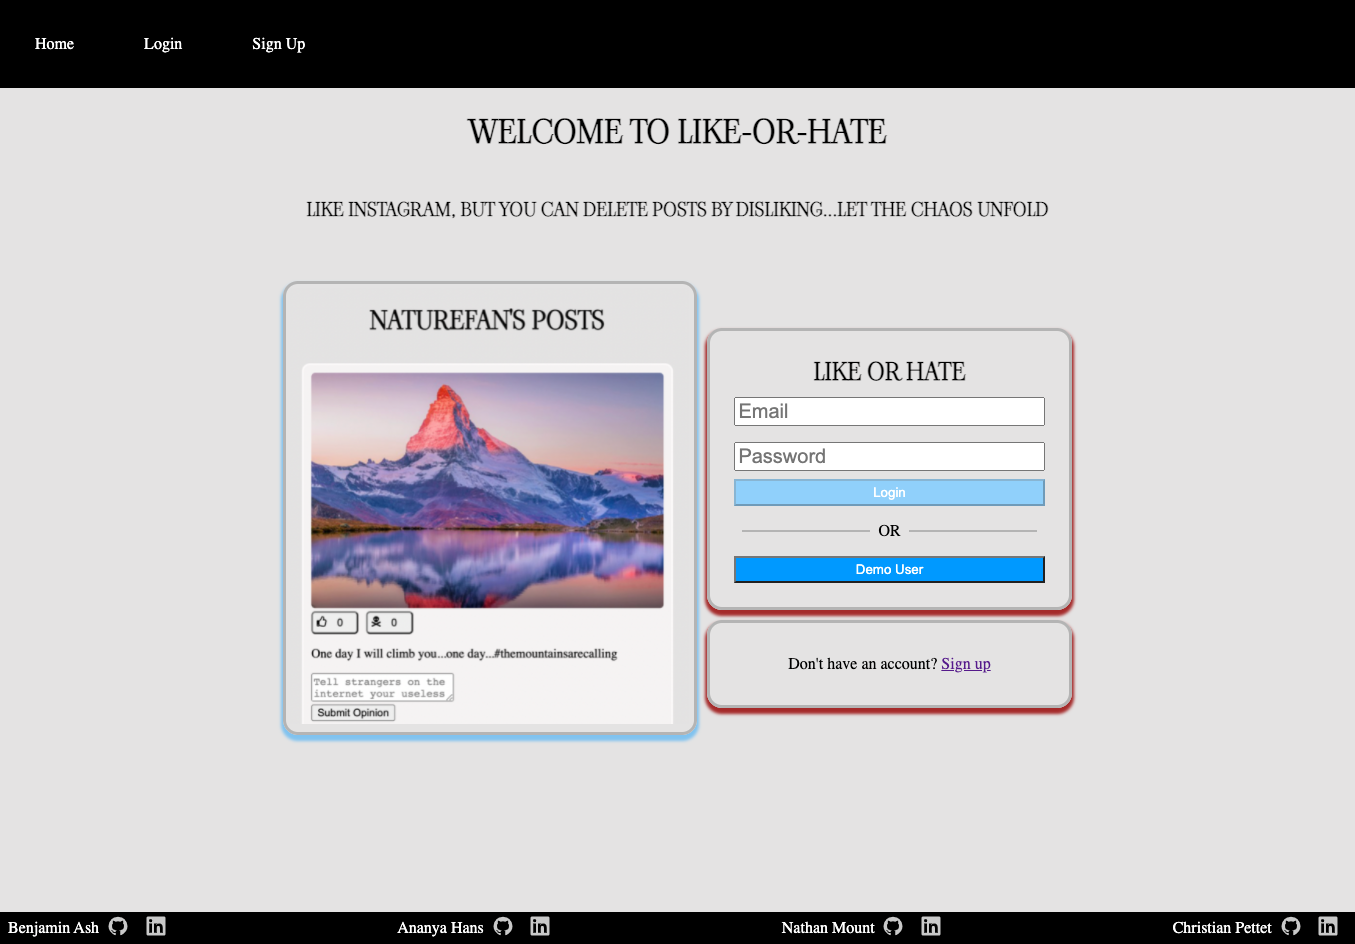 Home Login Sign Up
WELCOME TO LIKE-OR-HATE
LIKE INSTAGRAM, BUT YOU CAN DELETE POSTS BY DISLIKING...LET THE CHAOS UNFOLD
NATUREFAN'S POSTS
0 0
One day I will climb you...one day...#themountainsarecalling
Tell strangers on the
internet your useless
Submit Opinion
LIKE OR HATE
Email
Password
Login
OR
Demo User
Don't have an account? Sign up
Benjamin Ash Ananya Hans Nathan Mount Christian Pettet